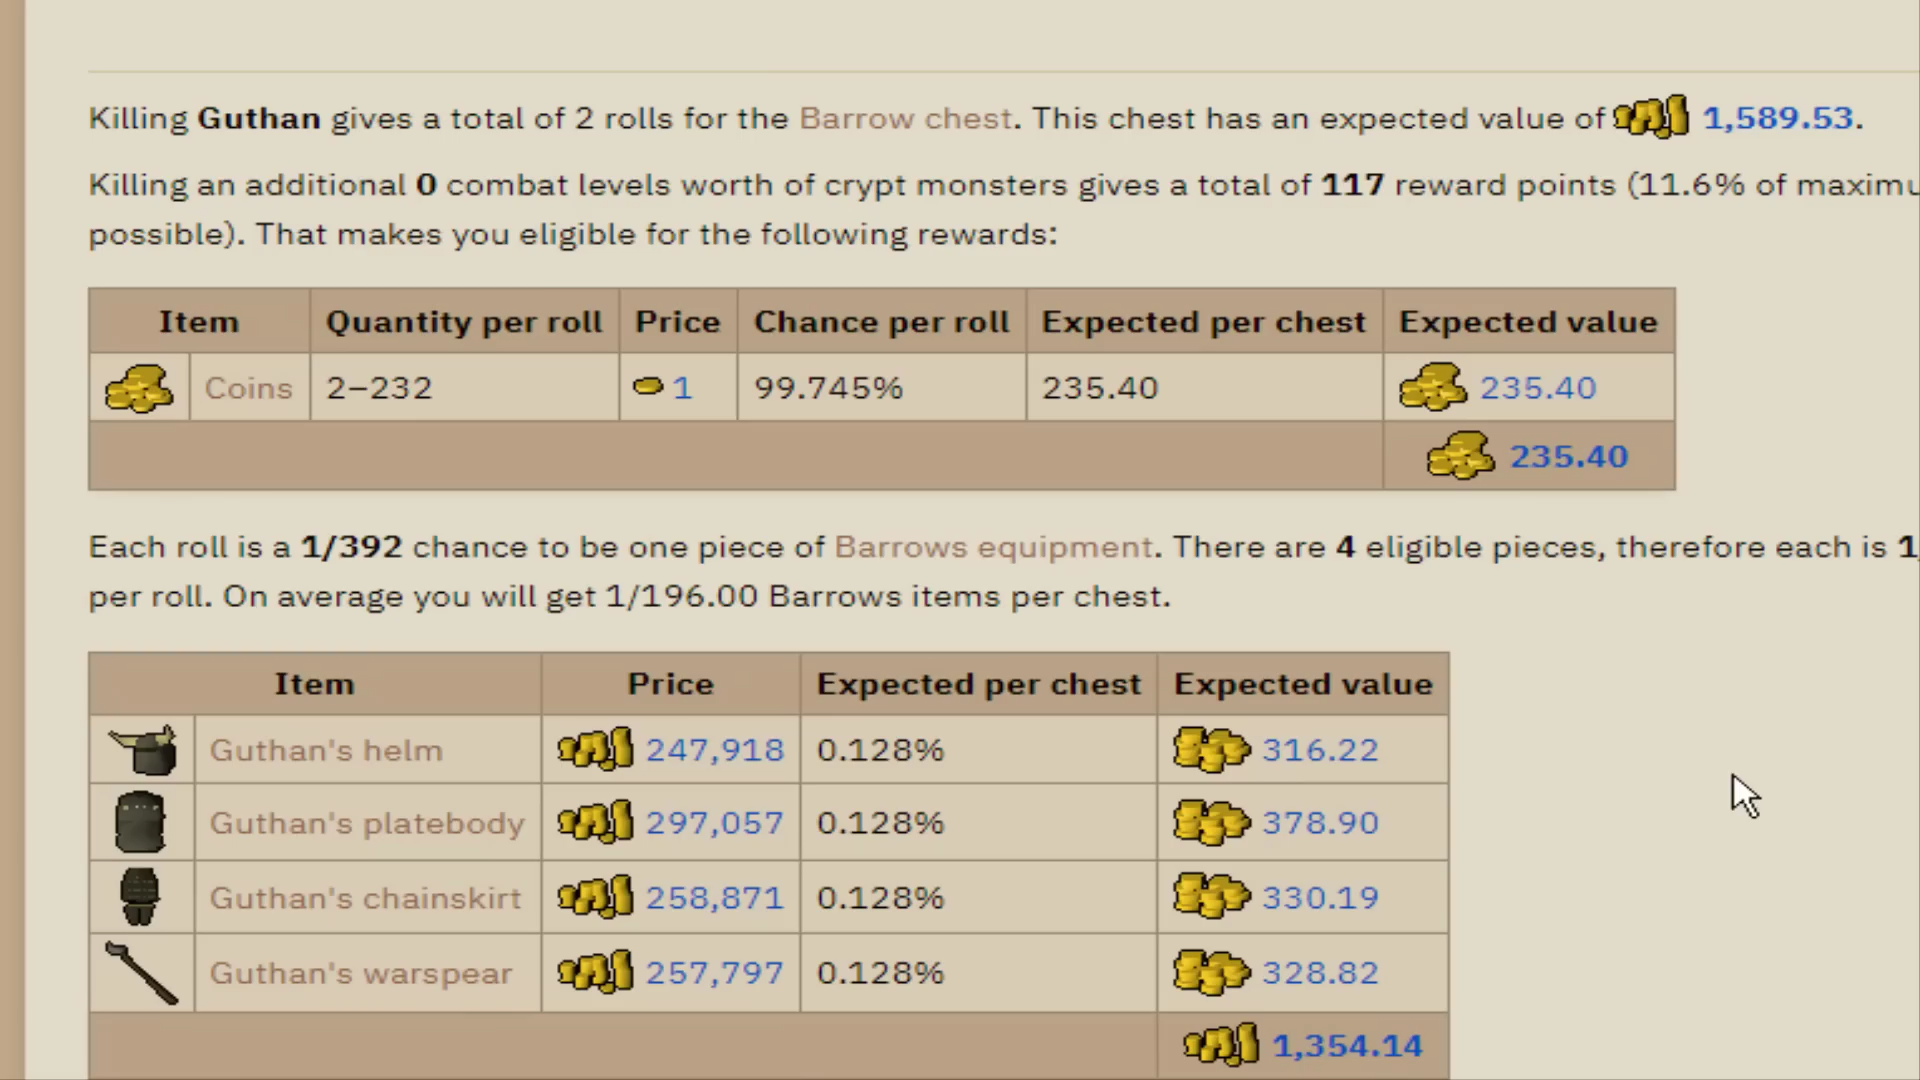 Killing Guthan gives a total of 2 rolls for the Barrow chest. This chest has an expected value of 1,589.53.
Killing an additional 0 combat levels worth of crypt monsters gives a total of 117 reward points (11.6% of maximu
possible). That makes you eligible for the following rewards:
Item Quantity per roll Price Chance per roll Expected per chest Expected value
Coins 2–232 1 99.745% 235.40 235.40
235.40
Each roll is a 1/392 chance to be one piece of Barrows equipment. There are 4 eligible pieces, therefore each is 1
per roll. On average you will get 1/196.00 Barrows items per chest.
Item Price Expected per chest Expected value
Guthan's helm 247,918 0.128% 316.22
Guthan's platebody 297,057 0.128% 378.90
Guthan's chainskirt 258,871 0.128% 330.19
Guthan's warspear 257,797 0.128% 328.82
1,354.14